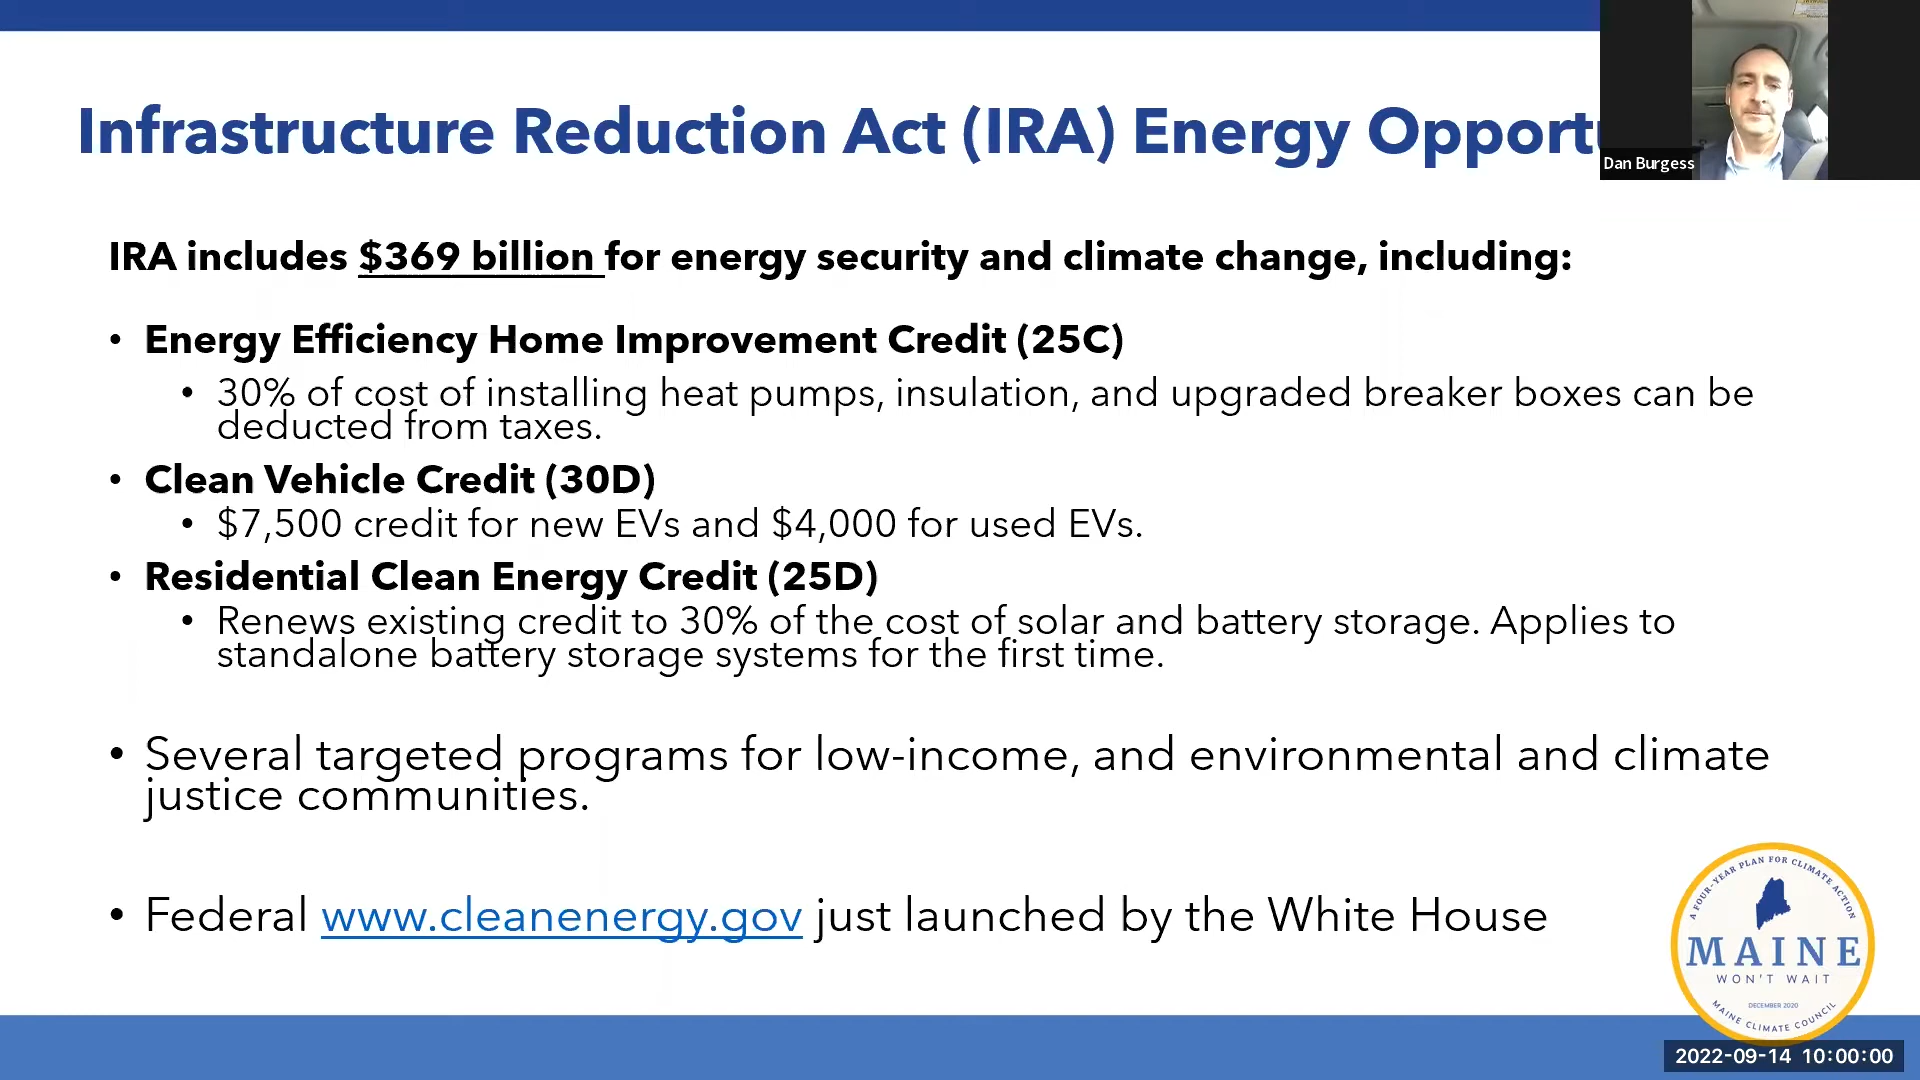 Infrastructure Reduction Act (IRA) Energy Opport
Dan Burgess
IRA includes $369 billion for energy security and climate change, including:
• Energy Efficiency Home Improvement Credit (25C)
• 30% of cost of installing heat pumps, insulation, and upgraded breaker boxes can be
deducted from taxes.
• Clean Vehicle Credit (30D)
• $7,500 credit for new EVs and $4,000 for used EVs.
• Residential Clean Energy Credit (25D)
• Renews existing credit to 30% of the cost of solar and battery storage. Applies to
standalone battery storage systems for the first time.
• Several targeted programs for low-income, and environmental and climate
justice communities.
• Federal www.cleanenergy.gov just launched by the White House
A FOUR-YEAR PLAN FOR CLIMATE ACTION
MAINE
WON'T WAIT
DECEMBER 2020
MAINE CLIMATE COUNCIL
2022-09-14 10:00:00